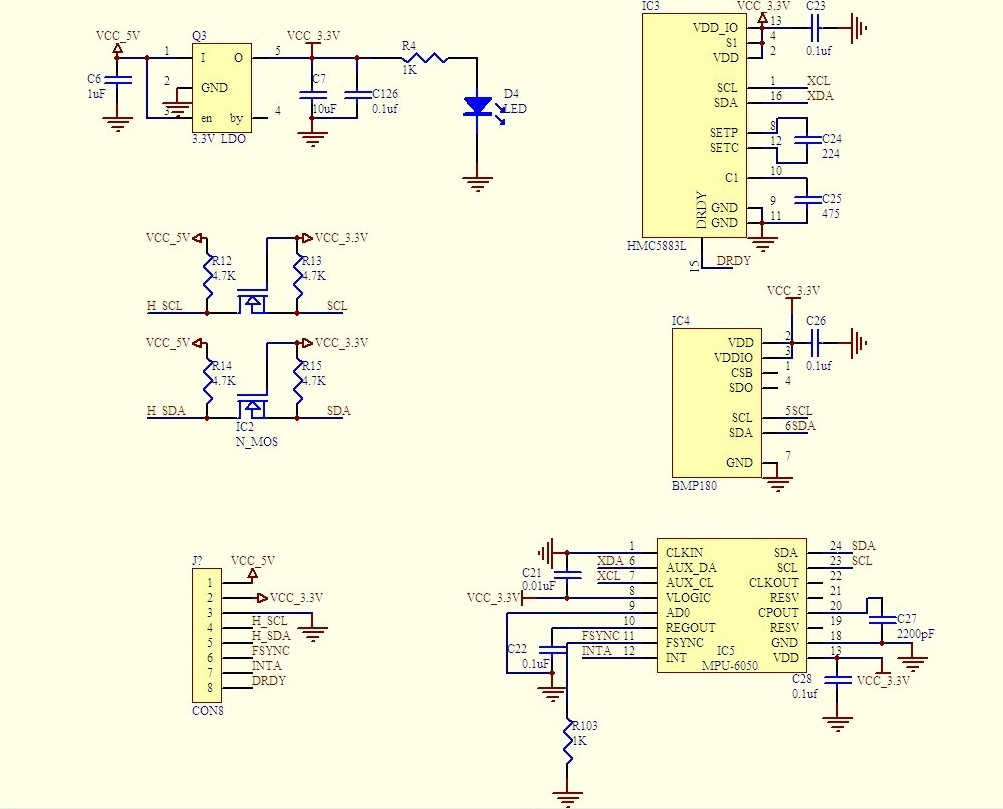 VCC_5V
Q3
VCC_3.3V
1 I O 5
R4
1K
C6
1uF
2 GND
C7
10uF
C126
0.1uf
D4
LED
3 en by 4
3.3V LDO
IC3
VCC_3.3V
C23
0.1uf
VDD_IO 13
S1 4
VDD 2
SCL 1 XCL
SDA 16 XDA
SETP 8
SETC 12
C24
224
C1 10
C25
475
GND 9
GND 11
DRDY
HMC5883L
15 DRDY
VCC_5V
VCC_3.3V
R12
4.7K
R13
4.7K
H_SCL
SCL
VCC_5V
VCC_3.3V
R14
4.7K
R15
4.7K
H_SDA
SDA
IC2
N_MOS
VCC_3.3V
IC4
C26
0.1uf
VDD 2
VDDIO 3
CSB 1
SDO 4
SCL 5 SCL
SDA 6 SDA
GND 7
BMP180
J?
VCC_5V
1
2 VCC_3.3V
3
4 H_SCL
5 H_SDA
6 FSYNC
7 INTA
8 DRDY
CON8
1 CLKIN SDA 24 SDA
XDA 6 AUX_DA SCL 23 SCL
XCL 7 AUX_CL CLKOUT 22
C21
0.01uF
VCC_3.3V 8 VLOGIC RESV 21
9 AD0 CPOUT 20
10 REGOUT RESV 19
FSYNC 11 FSYNC GND 18
INTA 12 INT VDD 13
IC5
MPU-6050
C27
2200pF
C22
0.1uF
C28
0.1uf
VCC_3.3V
R103
1K